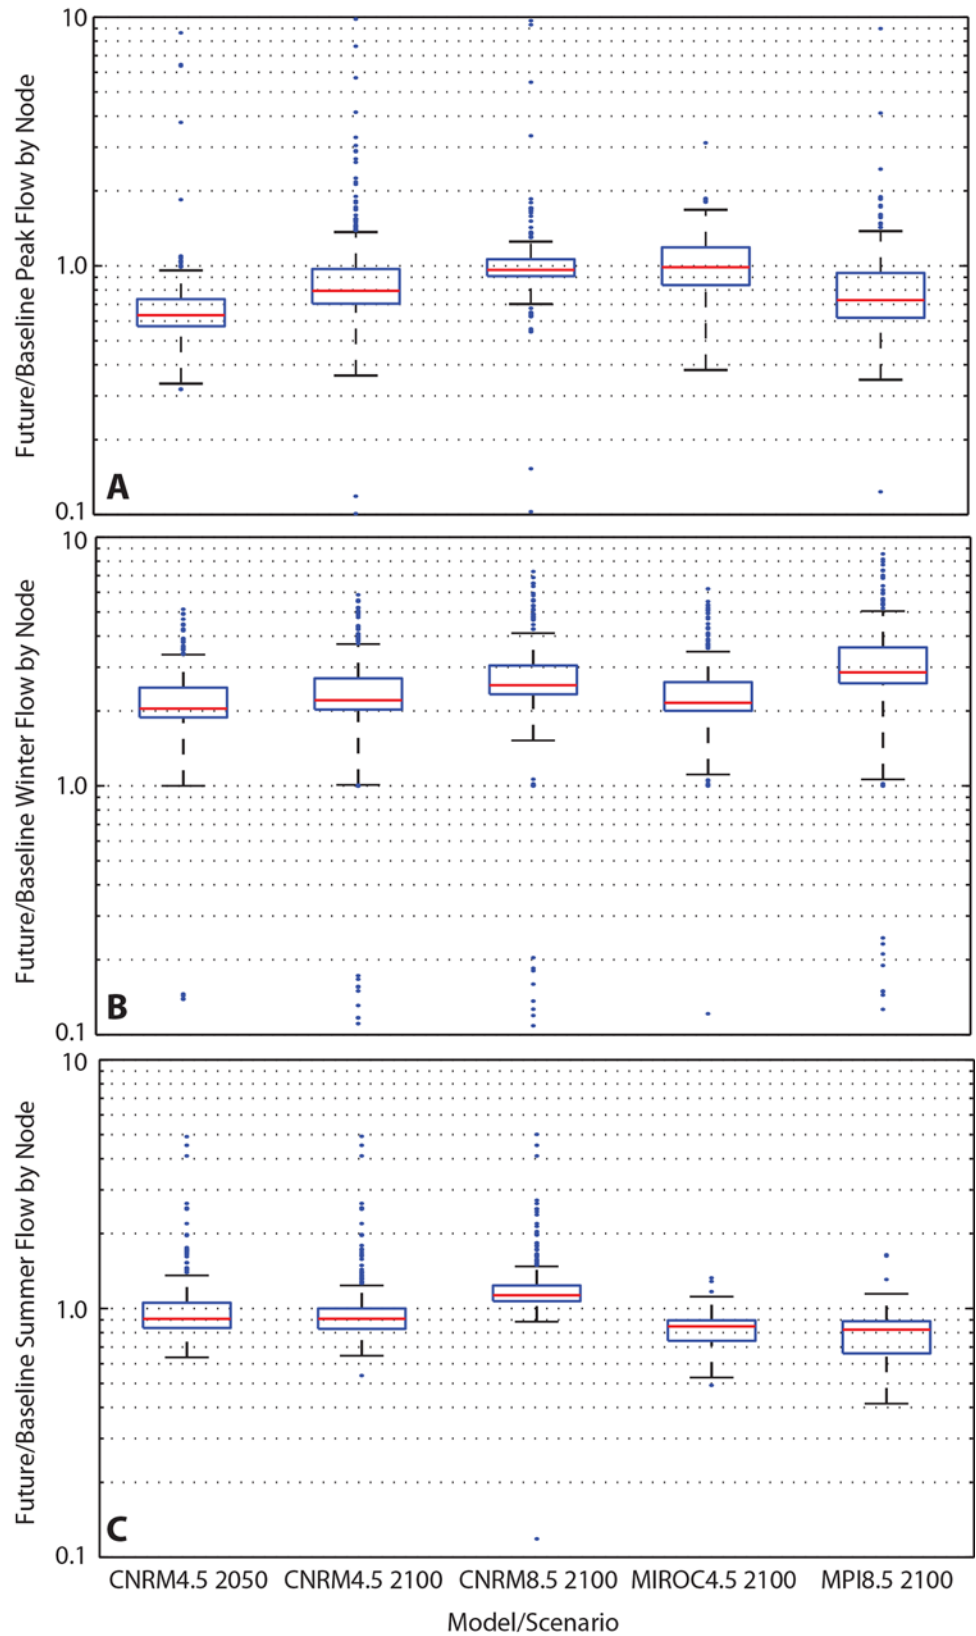 Future/Baseline Peak Flow by Node
10
1.0
0.1
A
Future/Baseline Winter Flow by Node
10
1.0
0.1
B
Future/Baseline Summer Flow by Node
10
1.0
0.1
C
CNRM4.5 2050 CNRM4.5 2100 CNRM8.5 2100 MIROC4.5 2100 MPI8.5 2100
Model/Scenario